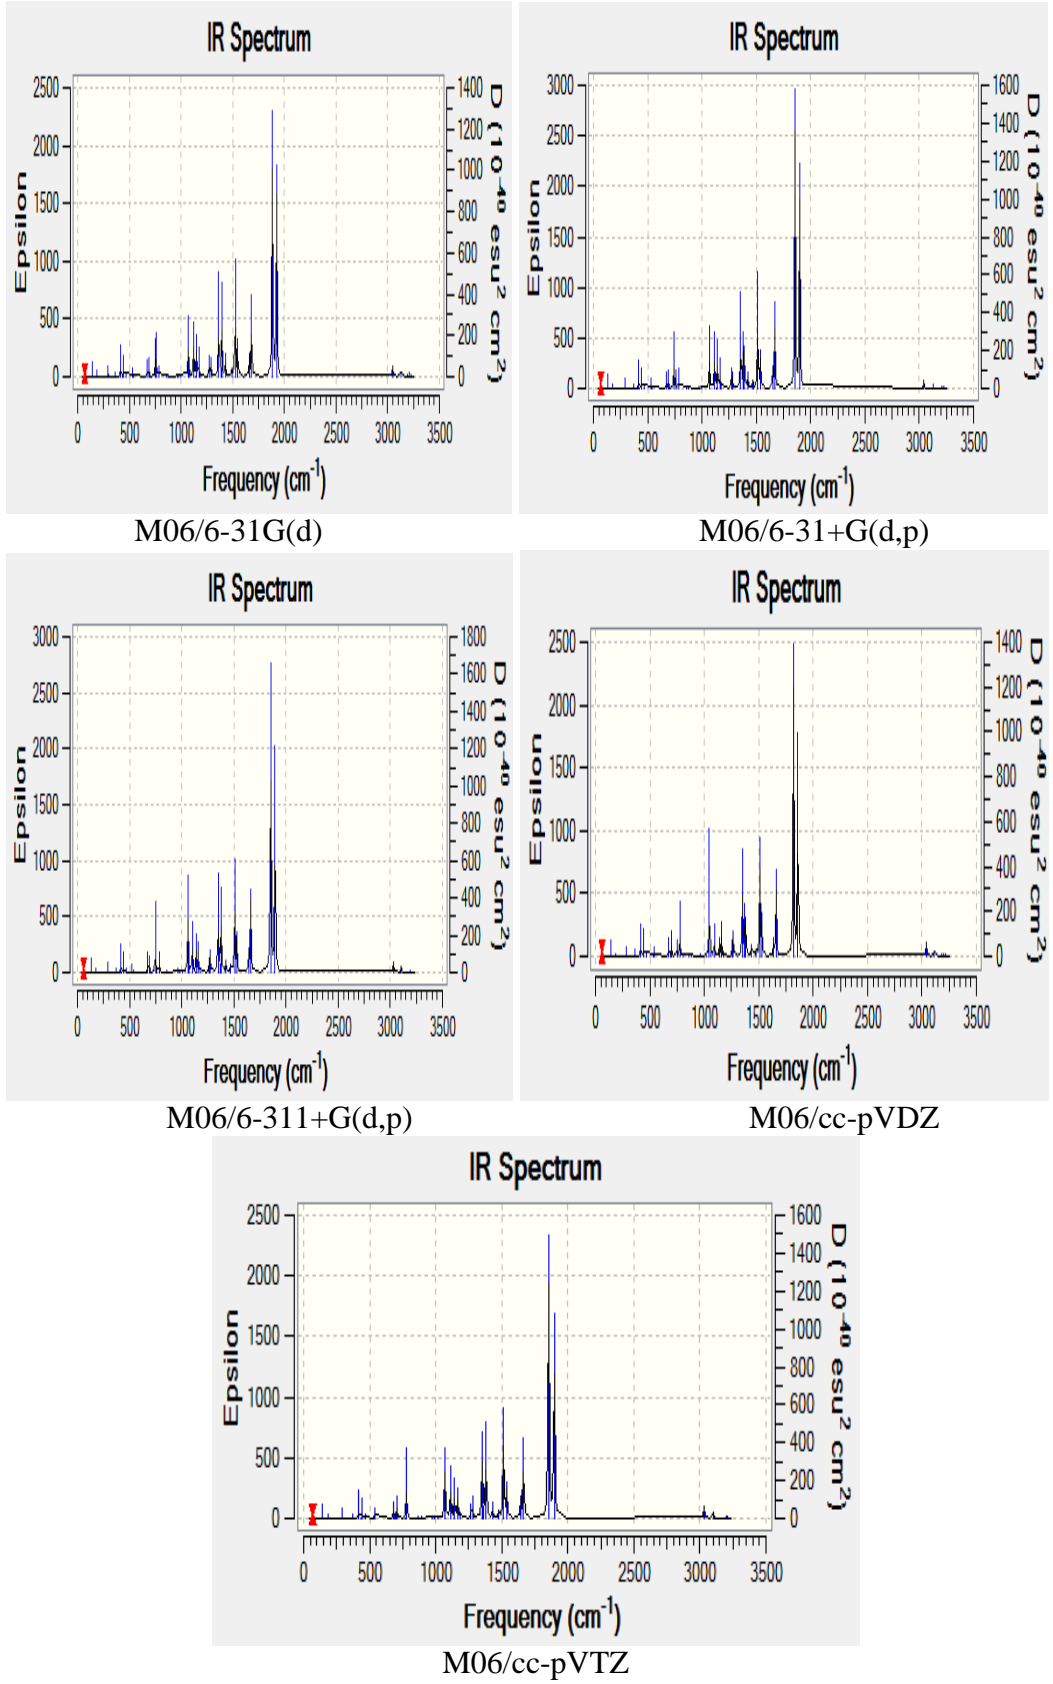 IR Spectrum
2500
2000
1500
1000
500
0
Epsilon
1400
1200
1000
800
600
400
200
0
D (10⁻⁴⁰ esu² cm²)
0 500 1000 1500 2000 2500 3000 3500
Frequency (cm⁻¹)
M06/6-31G(d)
IR Spectrum
3000
2500
2000
1500
1000
500
0
Epsilon
1600
1400
1200
1000
800
600
400
200
0
D (10⁻⁴⁰ esu² cm²)
0 500 1000 1500 2000 2500 3000 3500
Frequency (cm⁻¹)
M06/6-31+G(d,p)
IR Spectrum
3000
2500
2000
1500
1000
500
0
Epsilon
1800
1600
1400
1200
1000
800
600
400
200
0
D (10⁻⁴⁰ esu² cm²)
0 500 1000 1500 2000 2500 3000 3500
Frequency (cm⁻¹)
M06/6-311+G(d,p)
IR Spectrum
2500
2000
1500
1000
500
0
Epsilon
1400
1200
1000
800
600
400
200
0
D (10⁻⁴⁰ esu² cm²)
0 500 1000 1500 2000 2500 3000 3500
Frequency (cm⁻¹)
M06/cc-pVDZ
IR Spectrum
2500
2000
1500
1000
500
0
Epsilon
1600
1400
1200
1000
800
600
400
200
0
D (10⁻⁴⁰ esu² cm²)
0 500 1000 1500 2000 2500 3000 3500
Frequency (cm⁻¹)
M06/cc-pVTZ